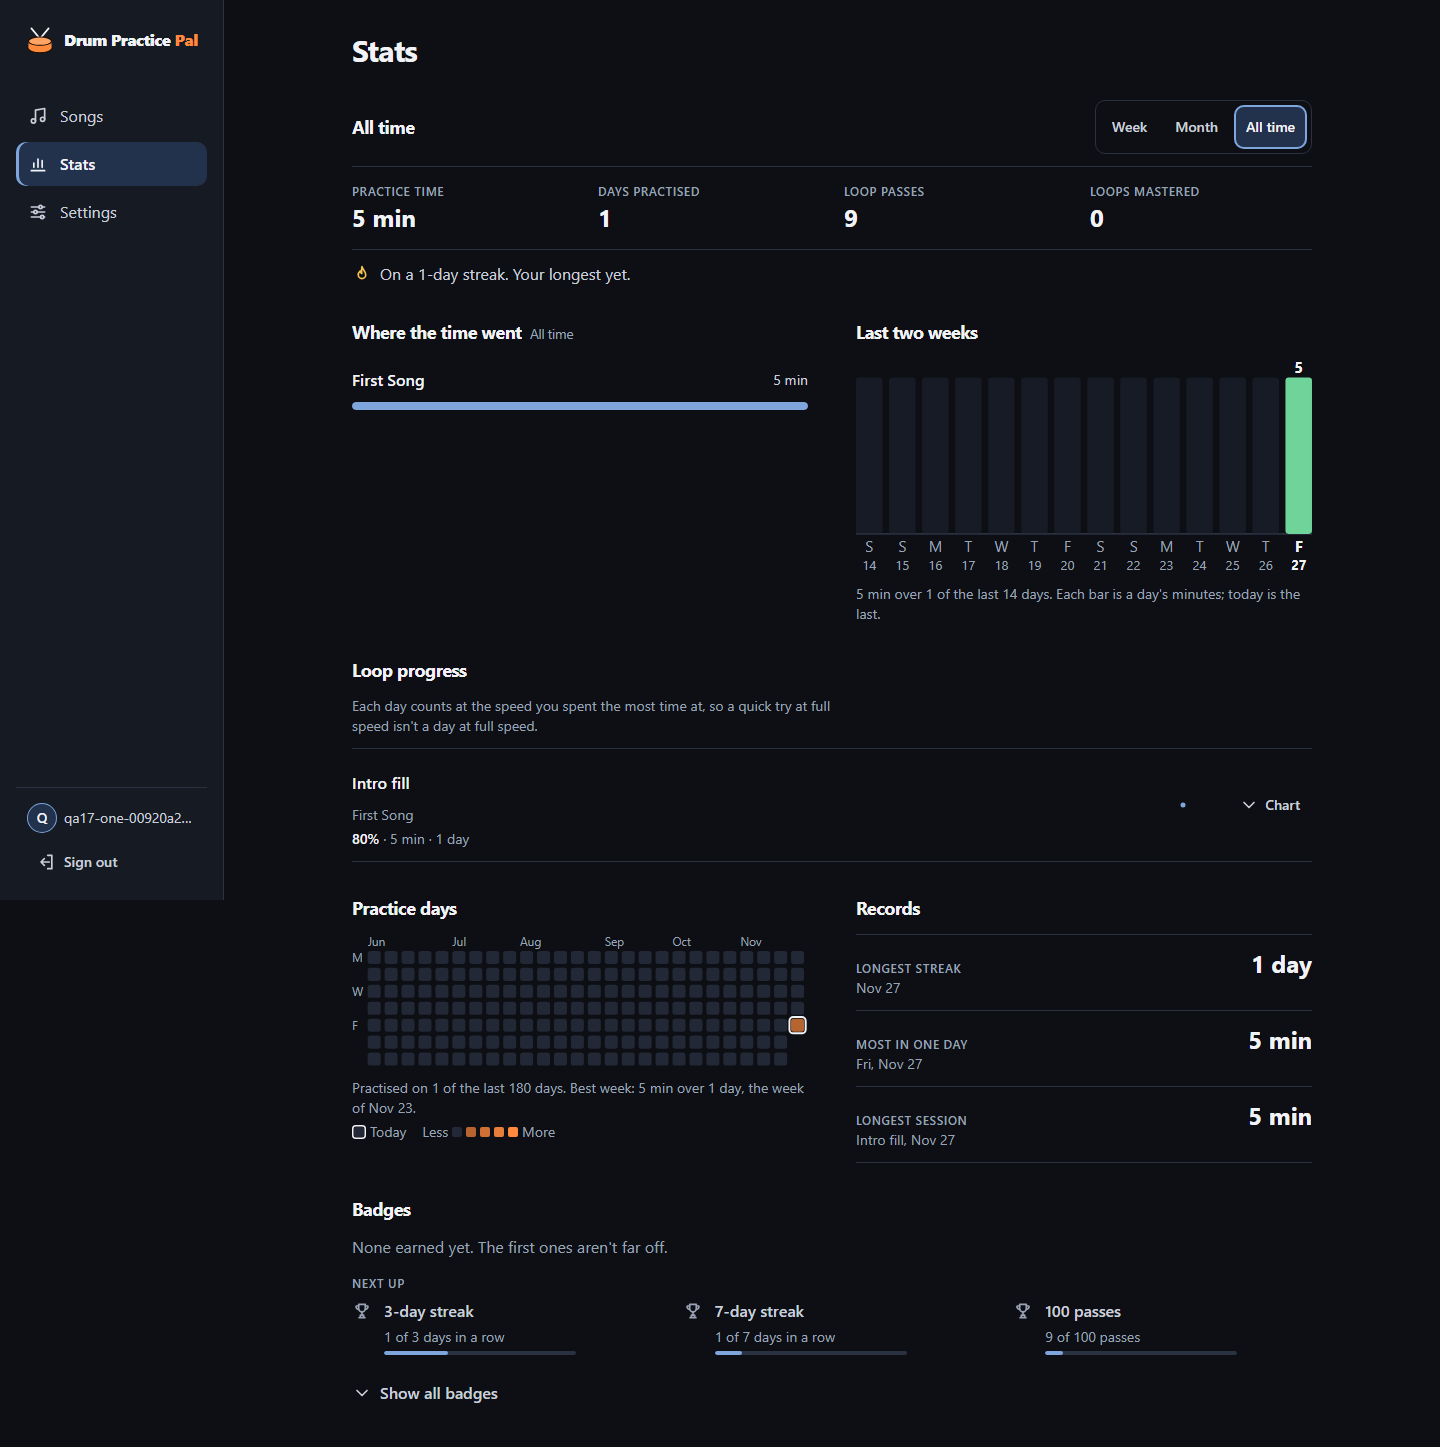 Drum Practice Pal
Songs
Stats
Settings
Q qa17-one-00920a2...
Sign out
Stats
All time
Week Month All time
PRACTICE TIME
5 min
DAYS PRACTISED
1
LOOP PASSES
9
LOOPS MASTERED
0
On a 1-day streak. Your longest yet.
Where the time went All time
First Song 5 min
Last two weeks
5
S S M T W T F S S M T W T F
14 15 16 17 18 19 20 21 22 23 24 25 26 27
5 min over 1 of the last 14 days. Each bar is a day's minutes; today is the
last.
Loop progress
Each day counts at the speed you spent the most time at, so a quick try at full
speed isn't a day at full speed.
Intro fill
First Song
80% · 5 min · 1 day
Chart
Practice days
Jun Jul Aug Sep Oct Nov
M
W
F
Practised on 1 of the last 180 days. Best week: 5 min over 1 day, the week
of Nov 23.
Today Less More
Records
LONGEST STREAK
Nov 27
1 day
MOST IN ONE DAY
Fri, Nov 27
5 min
LONGEST SESSION
Intro fill, Nov 27
5 min
Badges
None earned yet. The first ones aren't far off.
NEXT UP
3-day streak
1 of 3 days in a row
7-day streak
1 of 7 days in a row
100 passes
9 of 100 passes
Show all badges